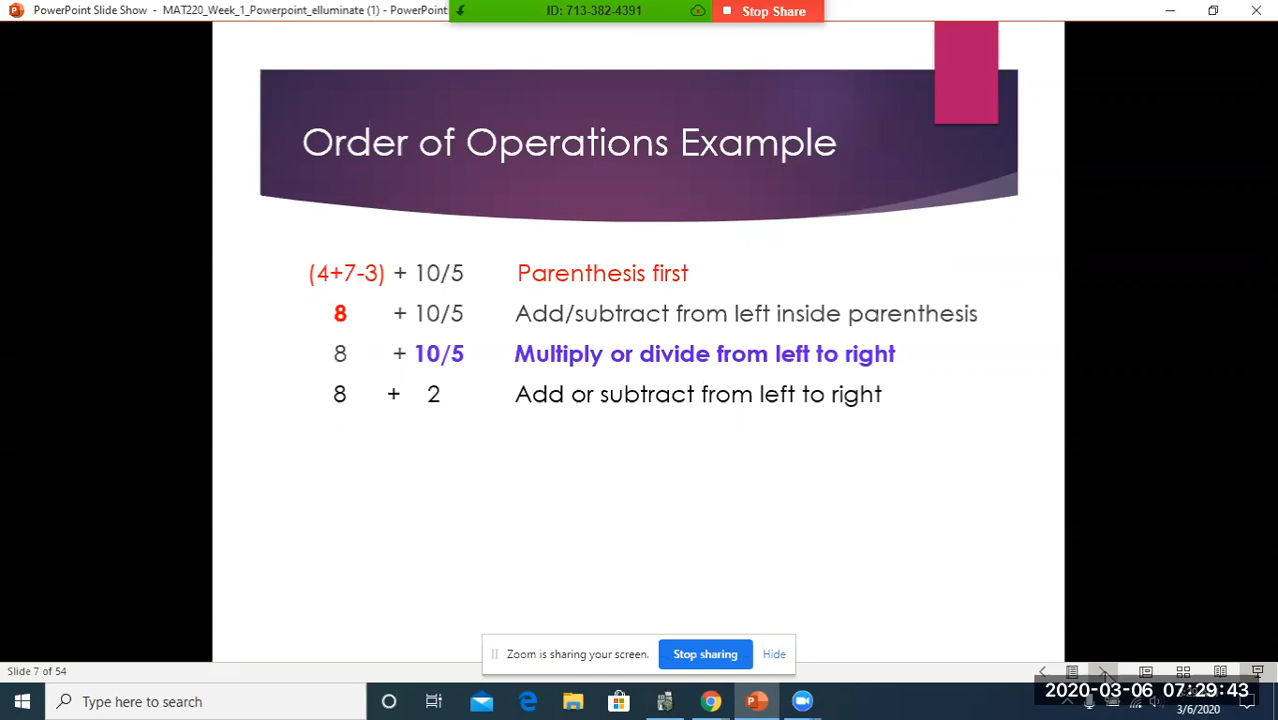 PowerPoint Slide Show - MAT220_Week_1_Powerpoint_elluminate (1) - PowerPoint
ID: 713-382-4391
Stop Share
Order of Operations Example
(4+7-3) + 10/5 Parenthesis first
8 + 10/5 Add/subtract from left inside parenthesis
8 + 10/5 Multiply or divide from left to right
8 + 2 Add or subtract from left to right
Zoom is sharing your screen. Stop sharing Hide
Slide 7 of 54
2020-03-06 07:29:43
Type here to search
3/6/2020